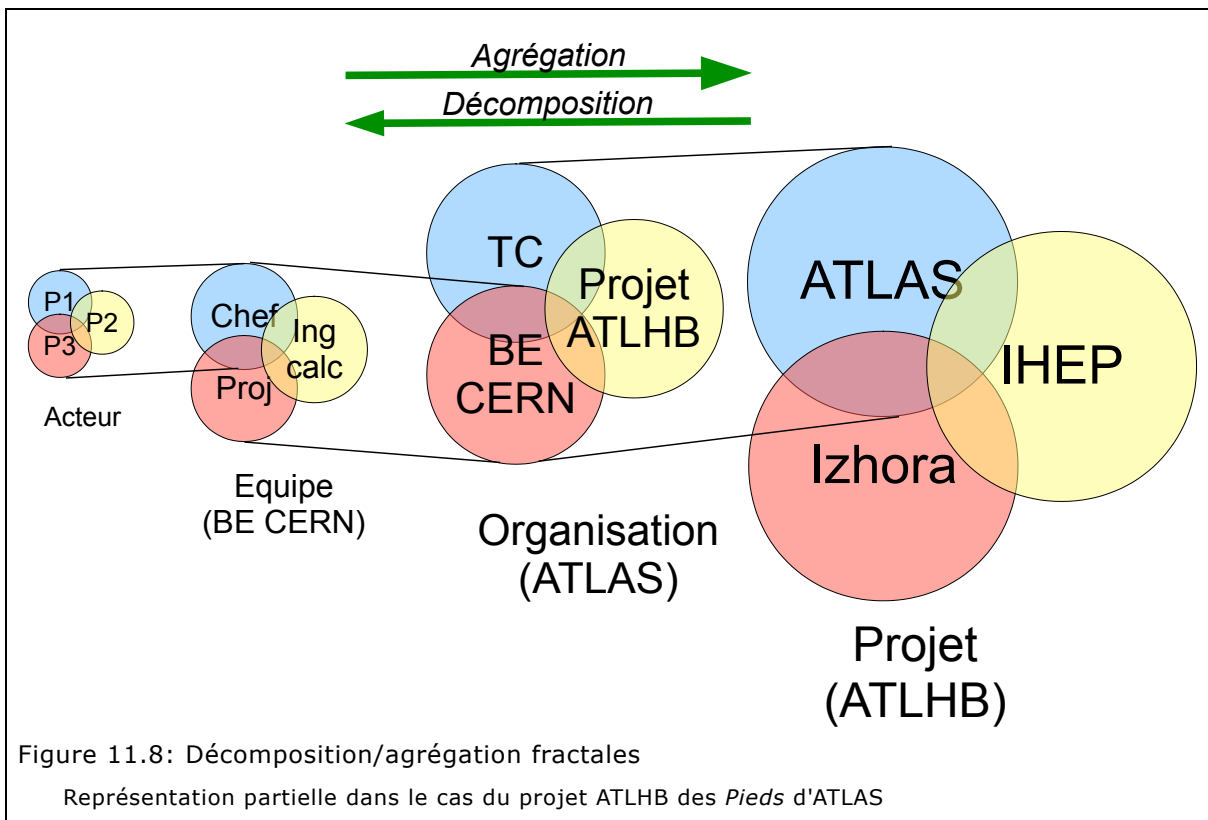 Agrégation
Décomposition
P1
P2
P3
Acteur
Chef
Ing
calc
Proj
Equipe
(BE CERN)
TC
Projet
ATLHB
BE
CERN
Organisation
(ATLAS)
ATLAS
IHEP
Izhora
Projet
(ATLHB)
Figure 11.8: Décomposition/agrégation fractales
Représentation partielle dans le cas du projet ATLHB des Pieds d'ATLAS